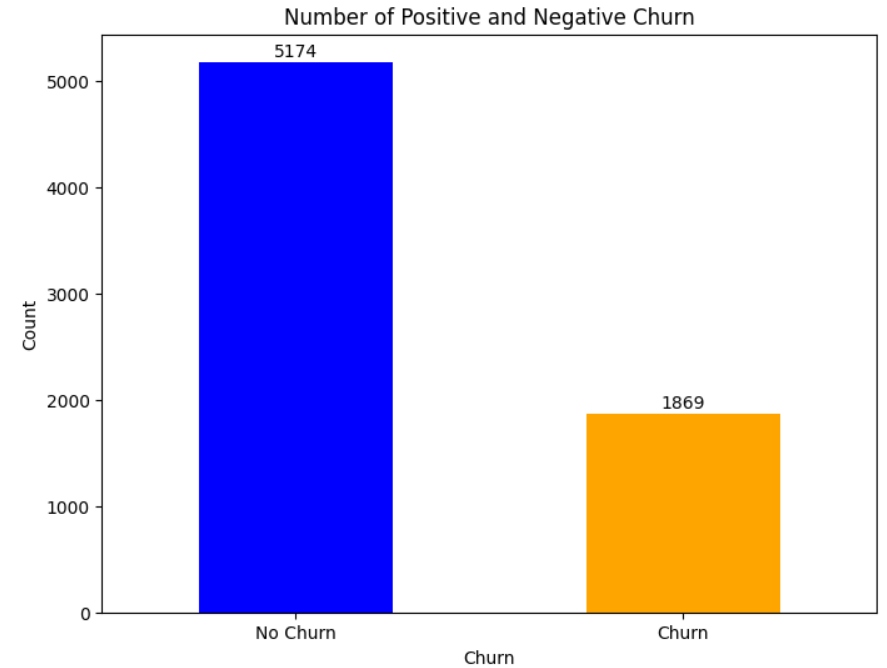 Number of Positive and Negative Churn
5174
5000
4000
3000
Count
2000
1869
1000
0
No Churn
Churn
Churn